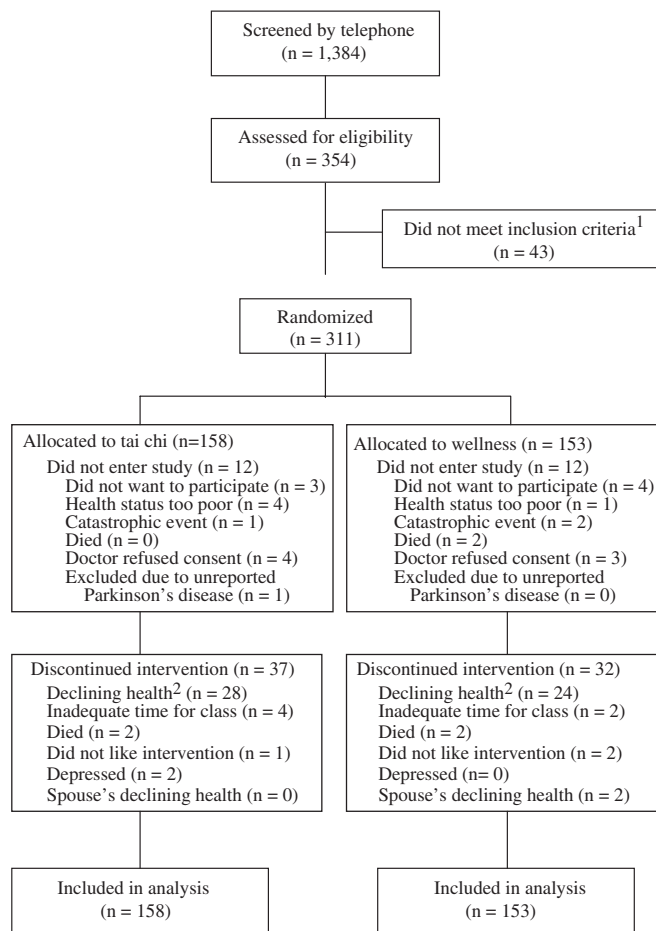 Screened by telephone
(n = 1,384)
Assessed for eligibility
(n = 354)
Did not meet inclusion criteria1
(n = 43)
Randomized
(n = 311)
Allocated to tai chi (n=158)
Did not enter study (n = 12)
Did not want to participate (n = 3)
Health status too poor (n = 4)
Catastrophic event (n = 1)
Died (n = 0)
Doctor refused consent (n = 4)
Excluded due to unreported
Parkinson’s disease (n = 1)
Allocated to wellness (n = 153)
Did not enter study (n = 12)
Did not want to participate (n = 4)
Health status too poor (n = 1)
Catastrophic event (n = 2)
Died (n = 2)
Doctor refused consent (n = 3)
Excluded due to unreported
Parkinson’s disease (n = 0)
Discontinued intervention (n = 37)
Declining health2 (n = 28)
Inadequate time for class (n = 4)
Died (n = 2)
Did not like intervention (n = 1)
Depressed (n = 2)
Spouse’s declining health (n = 0)
Discontinued intervention (n = 32)
Declining health2 (n = 24)
Inadequate time for class (n = 2)
Died (n = 2)
Did not like intervention (n = 2)
Depressed (n= 0)
Spouse’s declining health (n = 2)
Included in analysis
(n = 158)
Included in analysis
(n = 153)